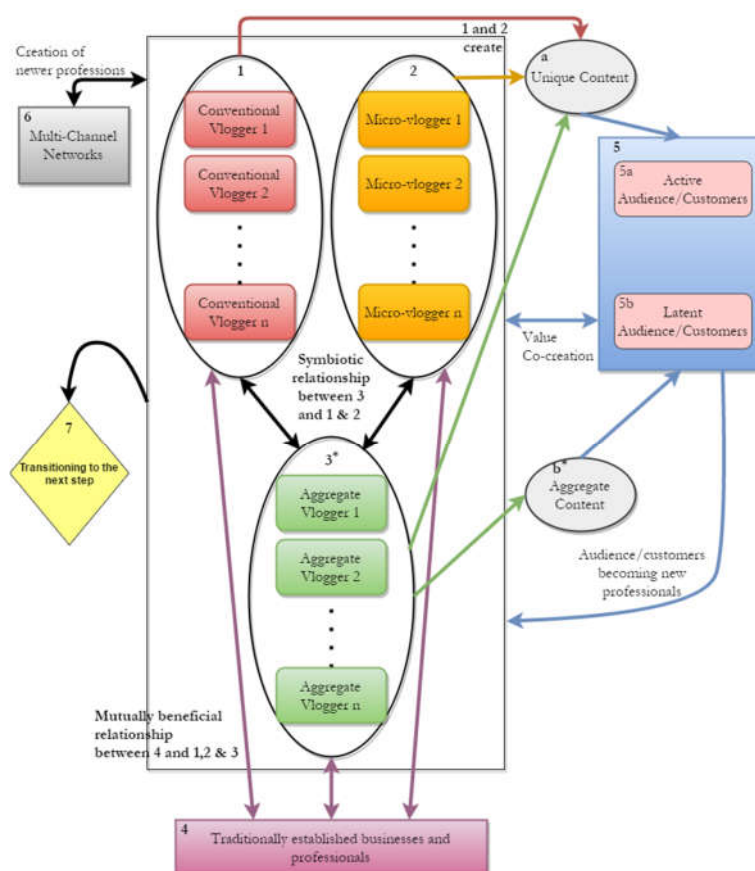 1 and 2
create
Creation of
newer professions
6
Multi-Channel
Networks
1
Conventional
Vlogger 1
Conventional
Vlogger 2
Conventional
Vlogger n
2
Micro-vlogger 1
Micro-vlogger 2
Micro-vlogger n
a
Unique Content
5
5a
Active
Audience/Customers
5b
Latent
Audience/Customers
Value
Co-creation
Symbiotic
relationship
between 3
and 1 & 2
7
Transitioning to the
next step
3*
Aggregate
Vlogger 1
Aggregate
Vlogger 2
Aggregate
Vlogger n
b*
Aggregate
Content
Audience/customers
becoming new
professionals
Mutually beneficial
relationship
between 4 and 1,2 & 3
4
Traditionally established businesses and
professionals